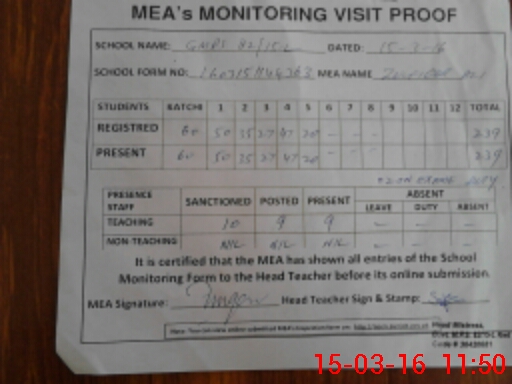 MEA's MONITORING VISIT PROOF
SCHOOL NAME: GMPS 82/15L DATED: 15-3-16
SCHOOL FORM NO: MEA NAME
STUDENTS KATCHI 1 2 3 4 5 6 7 8 9 10 11 12 TOTAL
REGISTRED 60 50 35 27 47 20 - - - 239
PRESENT 60 50 35 27 47 20 - - - 239
PRESENCE STAFF SANCTIONED POSTED PRESENT ABSENT
LEAVE DUTY ABSENT
TEACHING 10 9 9 - - -
NON-TEACHING NIL NIL NIL - - -
It is certified that the MEA has shown all entries of the School
Monitoring Form to the Head Teacher before its online submission.
MEA Signature: Head Teacher Sign & Stamp:
Head Mistress,
15-03-16 11:50